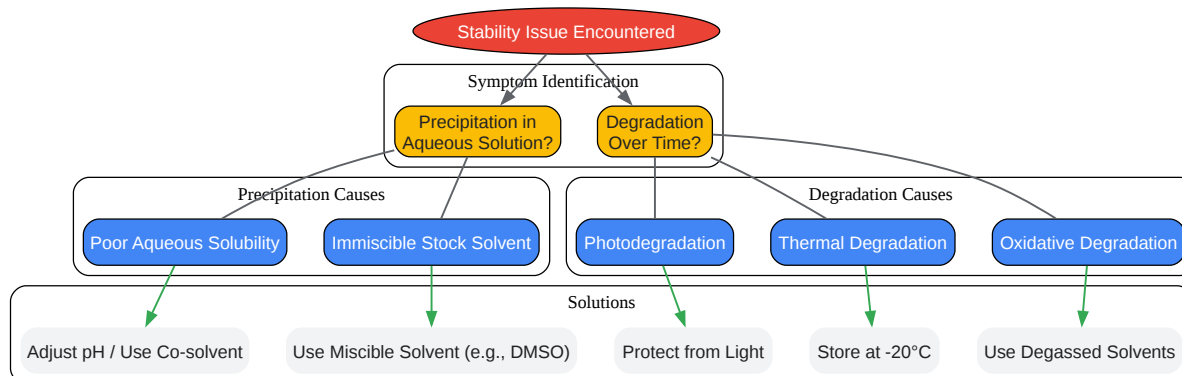 Stability Issue Encountered
Symptom Identification
Precipitation in
Aqueous Solution?
Degradation
Over Time?
Precipitation Causes
Degradation Causes
Poor Aqueous Solubility
Immiscible Stock Solvent
Photodegradation
Thermal Degradation
Oxidative Degradation
Solutions
Adjust pH / Use Co-solvent
Use Miscible Solvent (e.g., DMSO)
Protect from Light
Store at -20°C
Use Degassed Solvents